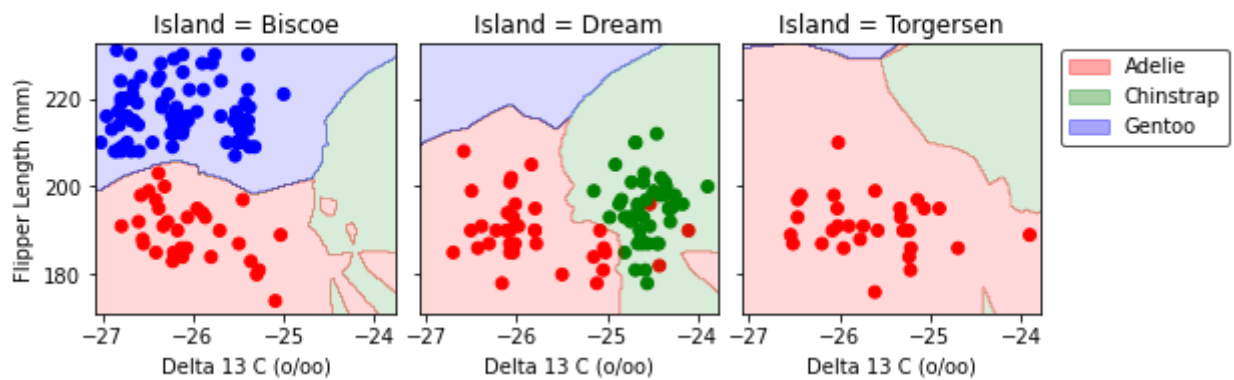 Island = Biscoe
Island = Dream
Island = Torgersen
Flipper Length (mm)
220
200
180
−27 −26 −25 −24
−27 −26 −25 −24
−27 −26 −25 −24
Delta 13 C (o/oo)
Delta 13 C (o/oo)
Delta 13 C (o/oo)
Adelie
Chinstrap
Gentoo